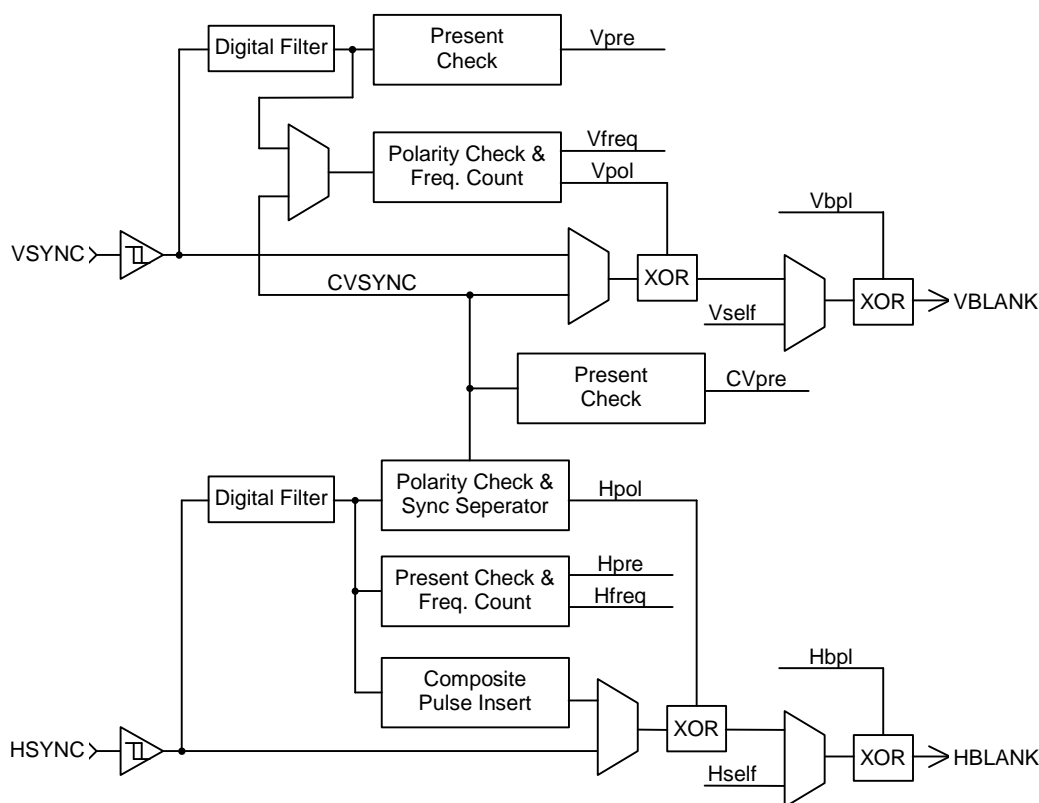 Digital Filter
Present
Check
Vpre
Polarity Check &
Freq. Count
Vfreq
Vpol
Vbpl
VSYNC
XOR
XOR
VBLANK
CVSYNC
Vself
Present
Check
CVpre
Digital Filter
Polarity Check &
Sync Seperator
Hpol
Present Check &
Freq. Count
Hpre
Hfreq
Composite
Pulse Insert
Hbpl
HSYNC
XOR
XOR
HBLANK
Hself